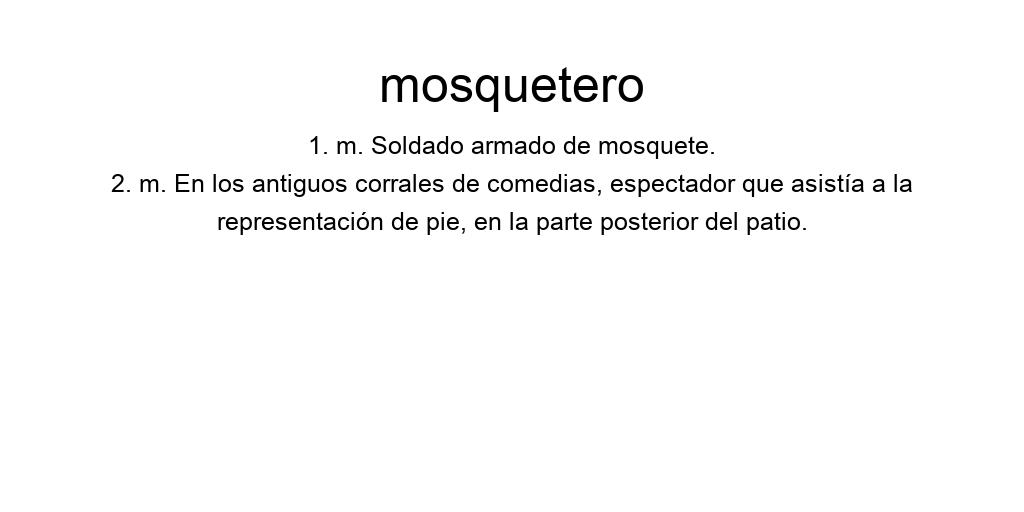 mosquetero
1. m. Soldado armado de mosquete.
2. m. En los antiguos corrales de comedias, espectador que asistía a la
representación de pie, en la parte posterior del patio.